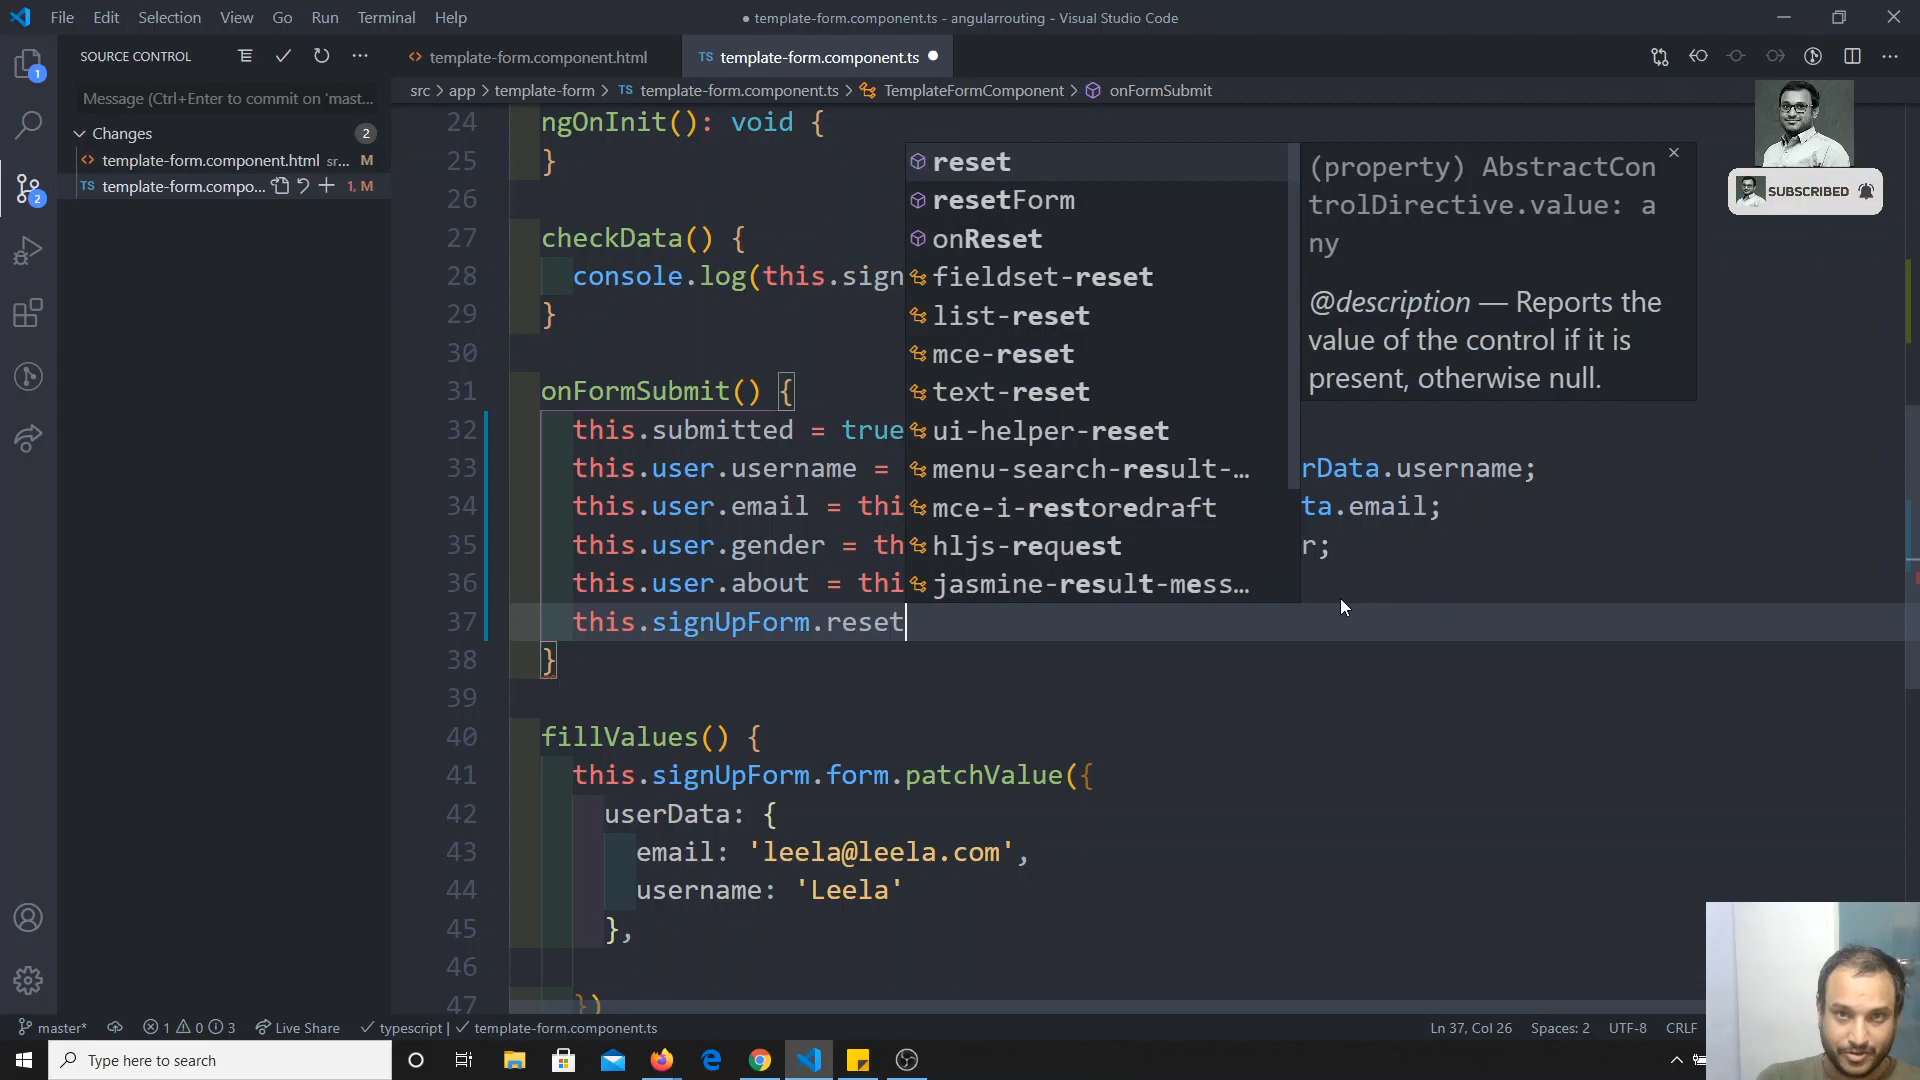 File Edit Selection View Go Run Terminal Help
● template-form.component.ts - angularrouting - Visual Studio Code
SOURCE CONTROL
Message (Ctrl+Enter to commit on 'mast...
Changes 2
template-form.component.html sr... M
TS template-form.compo... 1, M
1
2
template-form.component.html
TS template-form.component.ts
src > app > template-form > TS template-form.component.ts > TemplateFormComponent > onFormSubmit
24 ngOnInit(): void {
25 }
26
27 checkData() {
28 console.log(this.sign
29 }
30
31 onFormSubmit() {
32 this.submitted = true
33 this.user.username = rData.username;
34 this.user.email = thi ta.email;
35 this.user.gender = th r;
36 this.user.about = thi
37 this.signUpForm.reset
38 }
39
40 fillValues() {
41 this.signUpForm.form.patchValue({
42 userData: {
43 email: 'leela@leela.com',
44 username: 'Leela'
45 },
46
47 })
reset
resetForm
onReset
fieldset-reset
list-reset
mce-reset
text-reset
ui-helper-reset
menu-search-result-...
mce-i-restoredraft
hljs-request
jasmine-result-mess...
(property) AbstractCon
trolDirective.value: a
ny
@description — Reports the
value of the control if it is
present, otherwise null.
SUBSCRIBED
master* 1 0 3 Live Share typescript | template-form.component.ts
Ln 37, Col 26 Spaces: 2 UTF-8 CRLF
Type here to search